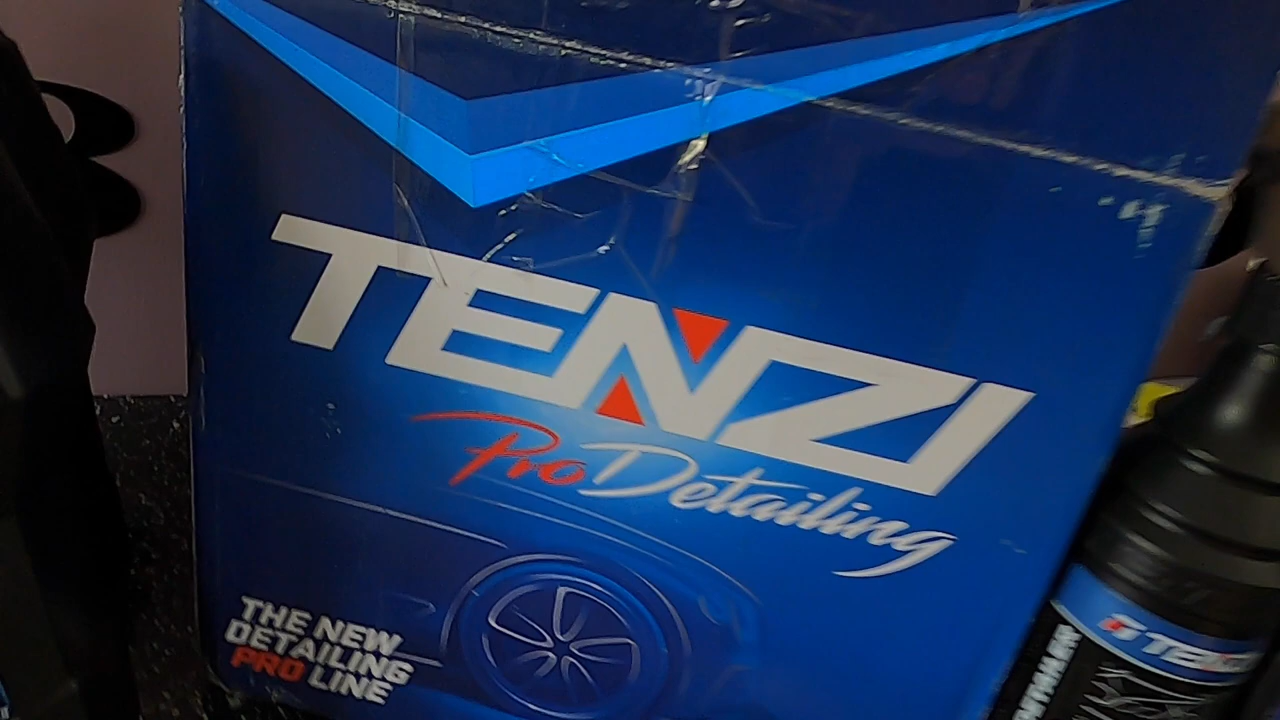 TENZI
Pro Detailing
THE NEW
DETAILING
PRO LINE
TENZI